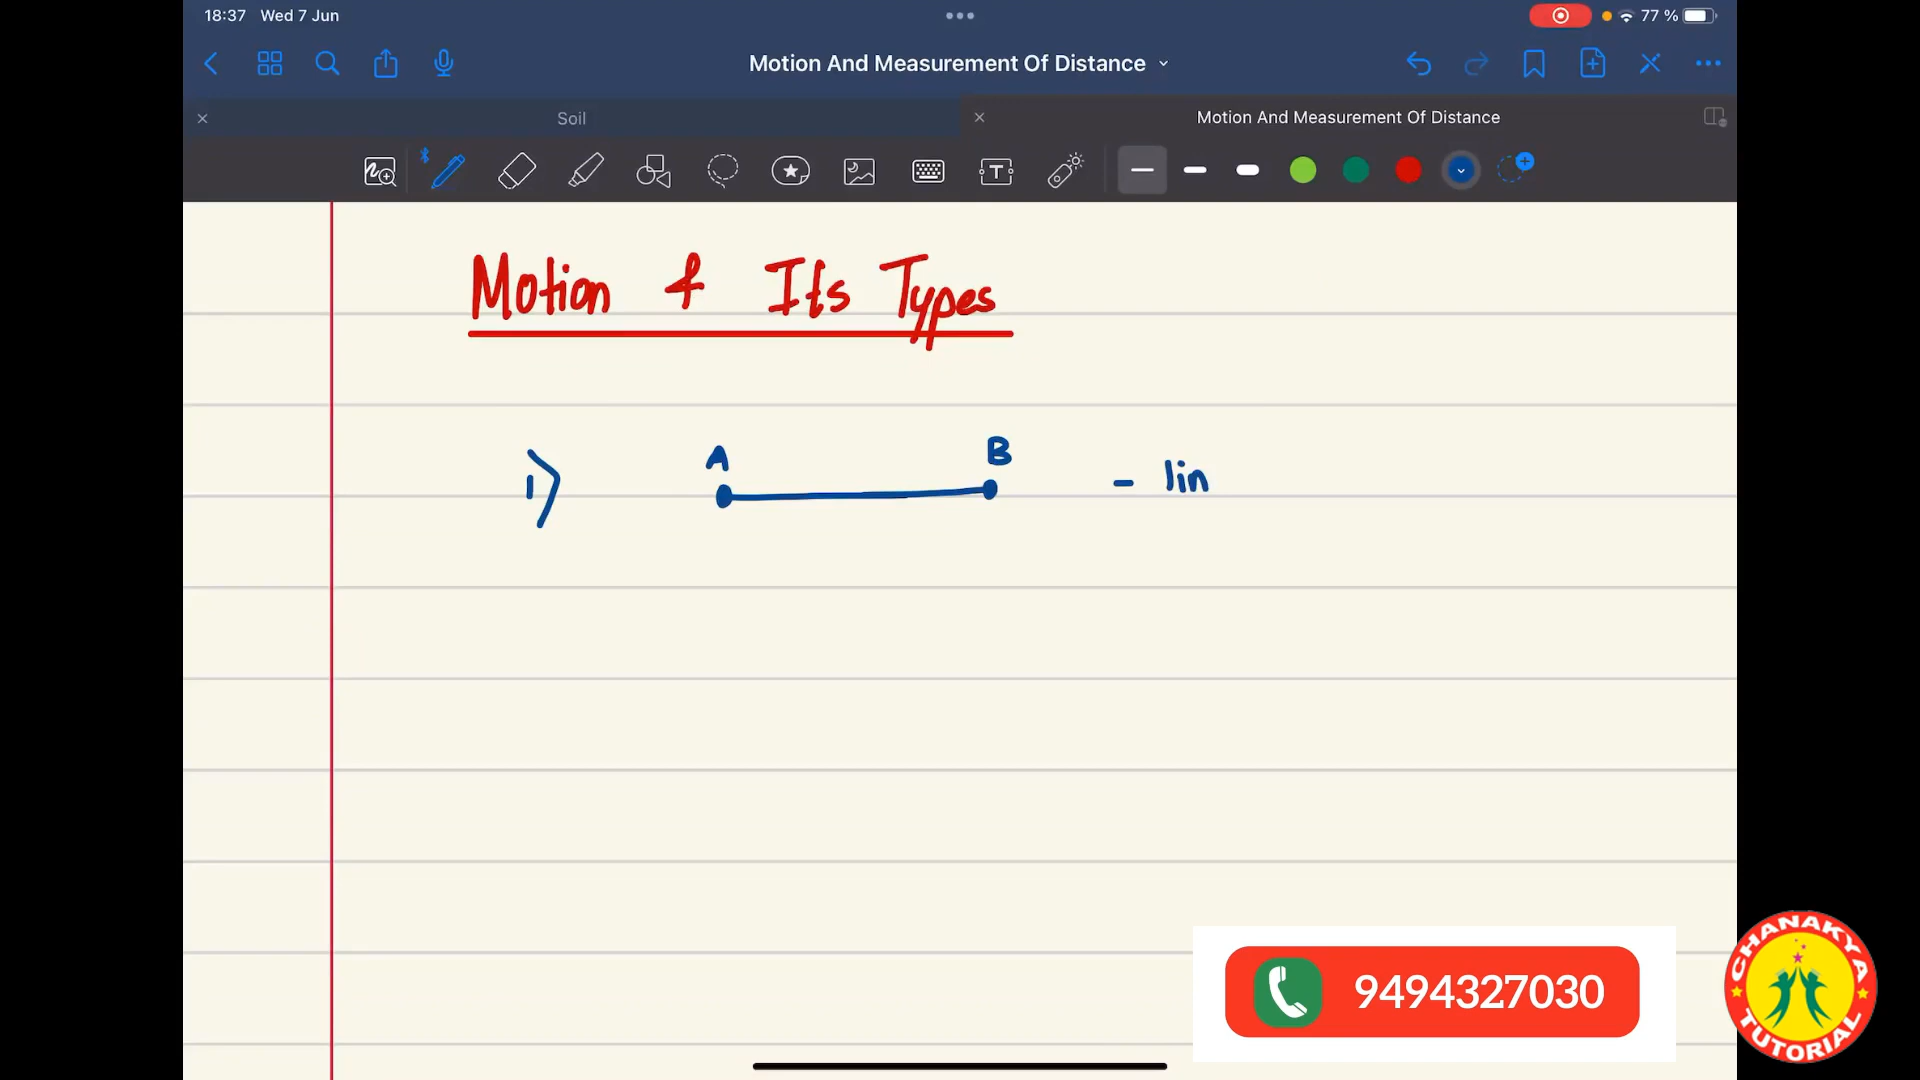 18:37 Wed 7 Jun
77 %
Motion And Measurement Of Distance
Soil
Motion And Measurement Of Distance
T
Motion & Its Types
1) A B - lin
9494327030
CHANAKYA
TUTORIAL